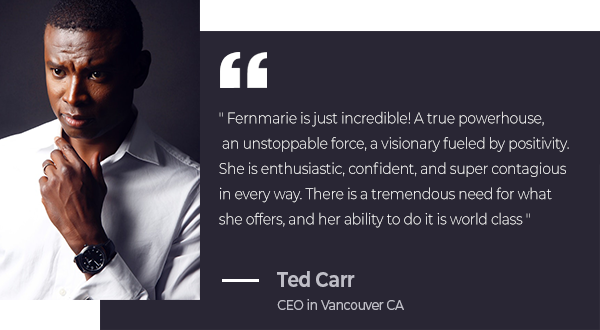 " Fernmarie is just incredible! A true powerhouse,
an unstoppable force, a visionary fueled by positivity.
She is enthusiastic, confident, and super contagious
in every way. There is a tremendous need for what
she offers, and her ability to do it is world class "
Ted Carr
CEO in Vancouver CA